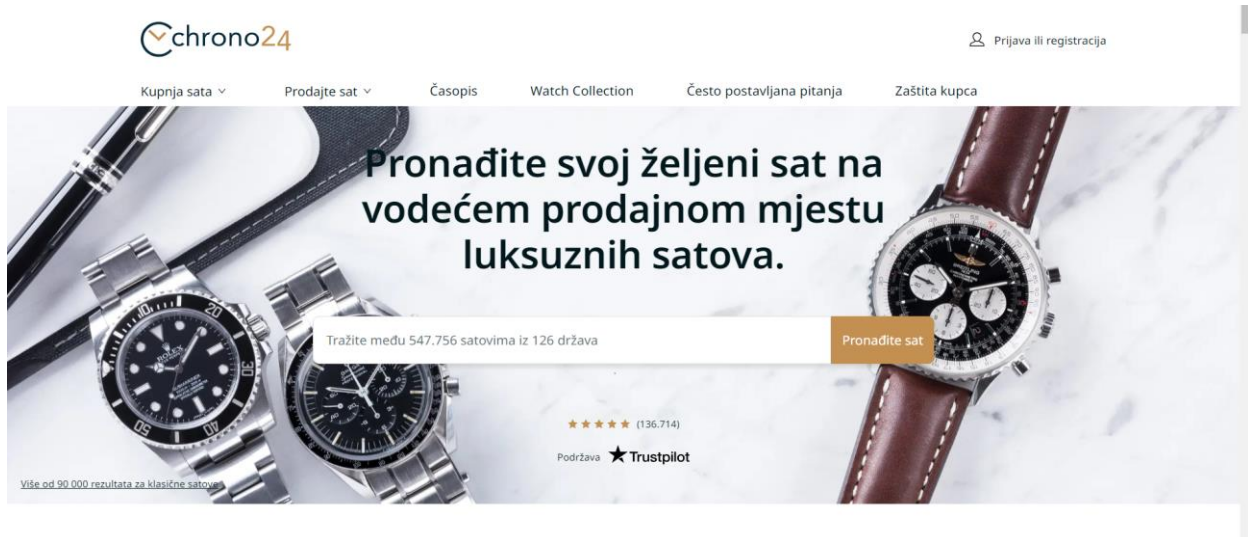 chrono24
Prijava ili registracija
Kupnja sata
Prodajte sat
Časopis
Watch Collection
Često postavljana pitanja
Zaštita kupca
Pronađite svoj željeni sat na
vodećem prodajnom mjestu
luksuznih satova.
Tražite među 547.756 satovima iz 126 država
Pronađite sat
(136.714)
Podržava Trustpilot
Više od 90 000 rezultata za klasične satove
ROLEX
BREITLING